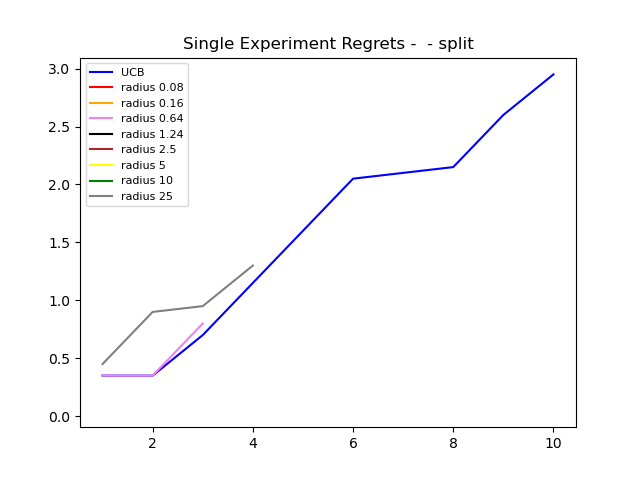 Single Experiment Regrets -  - split
3.0
2.5
2.0
1.5
1.0
0.5
0.0
UCB
radius 0.08
radius 0.16
radius 0.64
radius 1.24
radius 2.5
radius 5
radius 10
radius 25
2 4 6 8 10